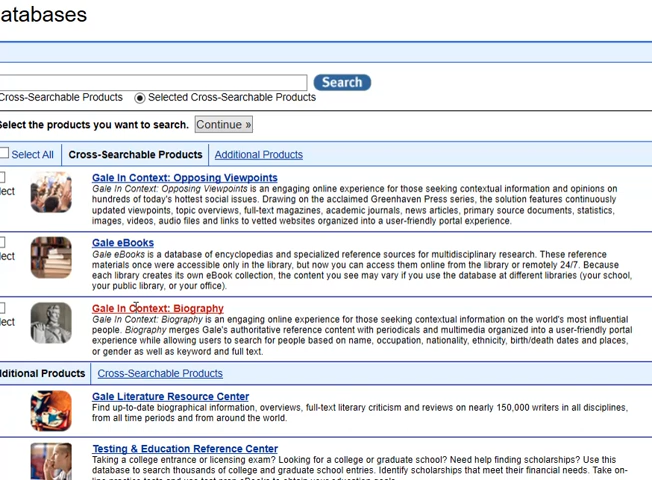 atabases
Search
Cross-Searchable Products Selected Cross-Searchable Products
Select the products you want to search. Continue »
Select All Cross-Searchable Products Additional Products
Gale In Context: Opposing Viewpoints
lect Gale In Context: Opposing Viewpoints is an engaging online experience for those seeking contextual information and opinions on
hundreds of today's hottest social issues. Drawing on the acclaimed Greenhaven Press series, the solution features continuously
updated viewpoints, topic overviews, full-text magazines, academic journals, news articles, primary source documents, statistics,
images, videos, audio files and links to vetted websites organized into a user-friendly portal experience.
Gale eBooks
lect Gale eBooks is a database of encyclopedias and specialized reference sources for multidisciplinary research. These reference
materials once were accessible only in the library, but now you can access them online from the library or remotely 24/7. Because
each library creates its own eBook collection, the content you see may vary if you use the database at different libraries (your school,
your public library, or your office).
Gale In Context: Biography
lect Gale In Context: Biography is an engaging online experience for those seeking contextual information on the world's most influential
people. Biography merges Gale's authoritative reference content with periodicals and multimedia organized into a user-friendly portal
experience while allowing users to search for people based on name, occupation, nationality, ethnicity, birth/death dates and places,
or gender as well as keyword and full text.
dditional Products Cross-Searchable Products
Gale Literature Resource Center
Find up-to-date biographical information, overviews, full-text literary criticism and reviews on nearly 150,000 writers in all disciplines,
from all time periods and from around the world.
Testing & Education Reference Center
Taking a college entrance or licensing exam? Looking for a college or graduate school? Need help finding scholarships? Use this
database to search thousands of college and graduate school entries. Identify scholarships that meet their financial needs. Take on-